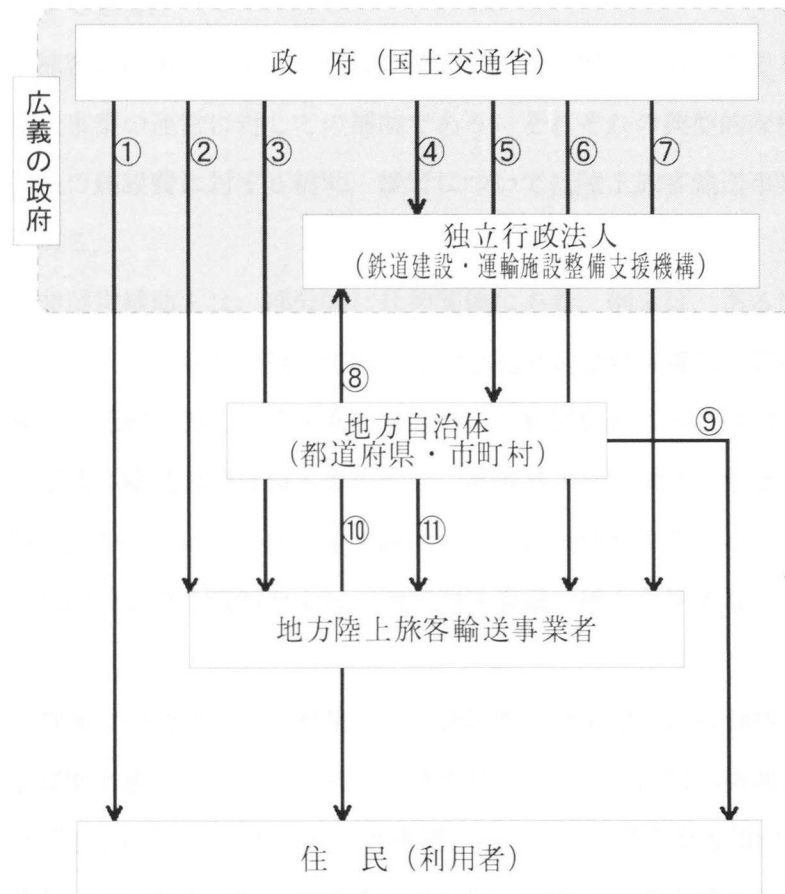 政　府（国土交通省）
広義の政府
① ② ③ ④ ⑤ ⑥ ⑦
独立行政法人
（鉄道建設・運輸施設整備支援機構）
⑧
地方自治体
（都道府県・市町村）
⑨
⑩ ⑪
地方陸上旅客輸送事業者
住　民（利用者）